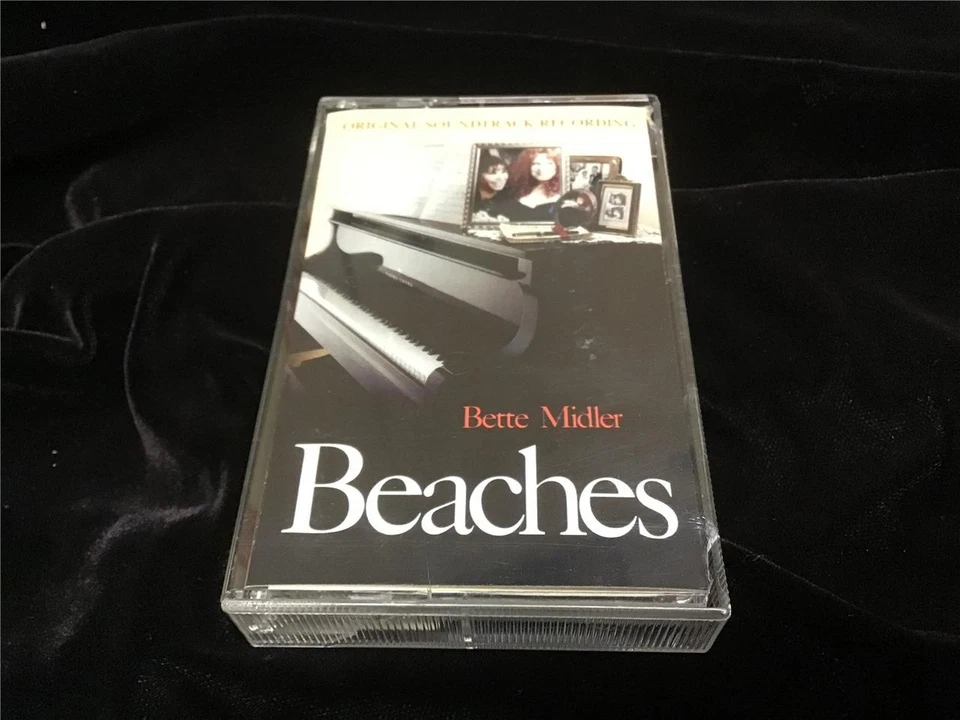 ORIGINAL SOUNDTRACK RECORDING
Bette Midler
Beaches